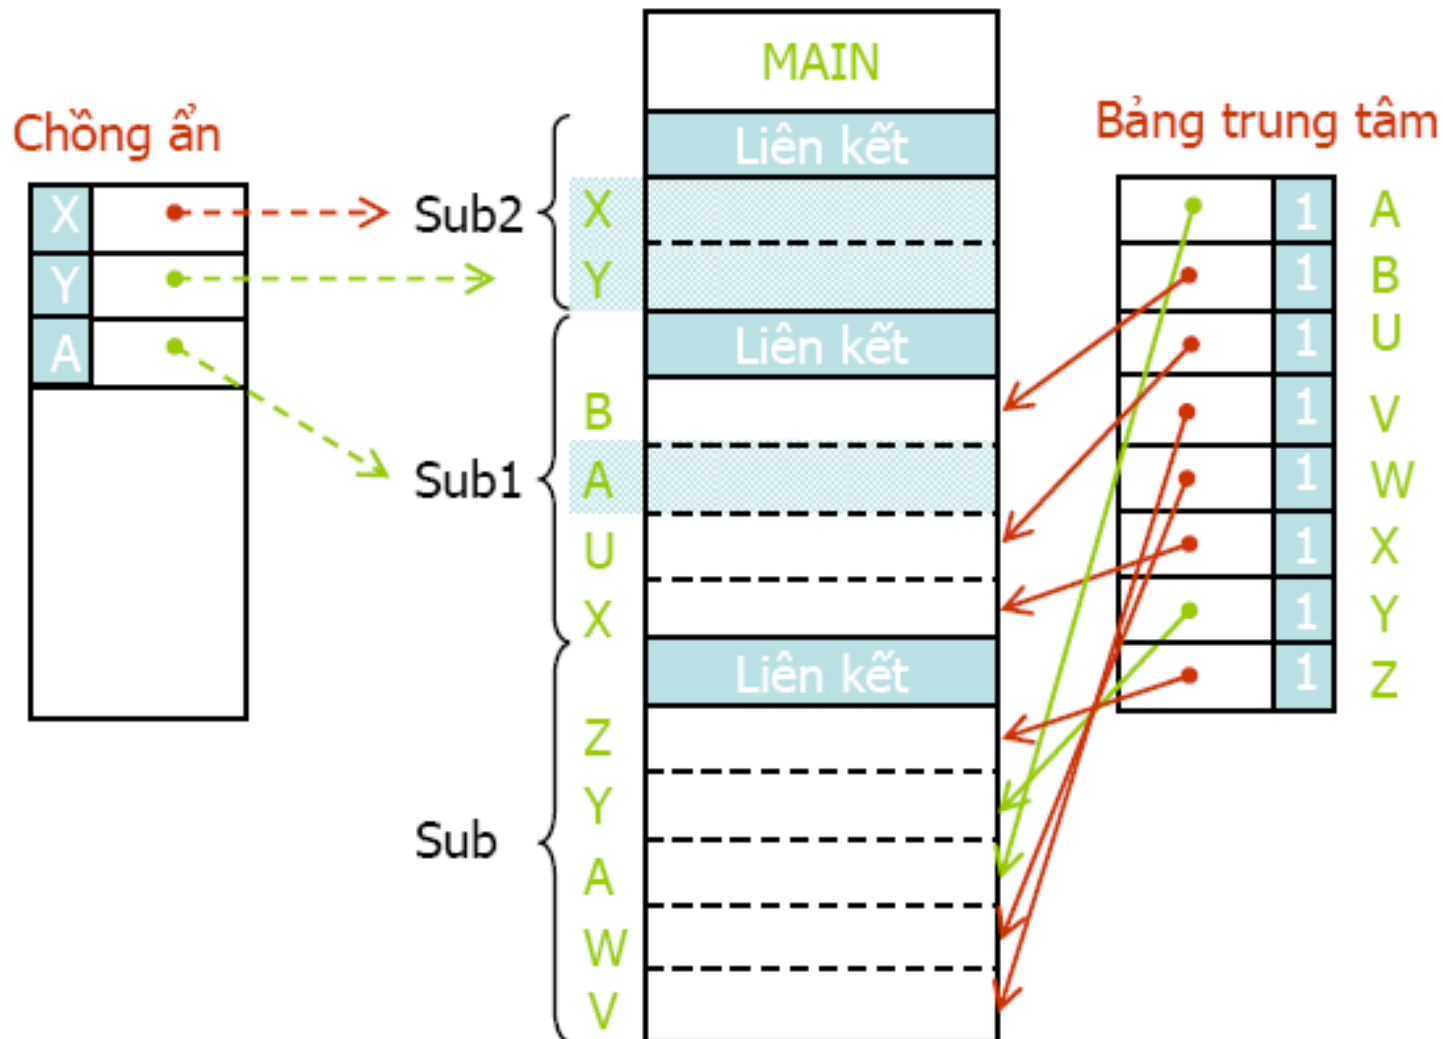 MAIN
Chồng ẩn
Bảng trung tâm
Liên kết
X
Sub2
X
1 A
Y
Y
1 B
A
Liên kết
1 U
B
1 V
Sub1
A
1 W
U
1 X
X
1 Y
Liên kết
1 Z
Z
Y
Sub
A
W
V